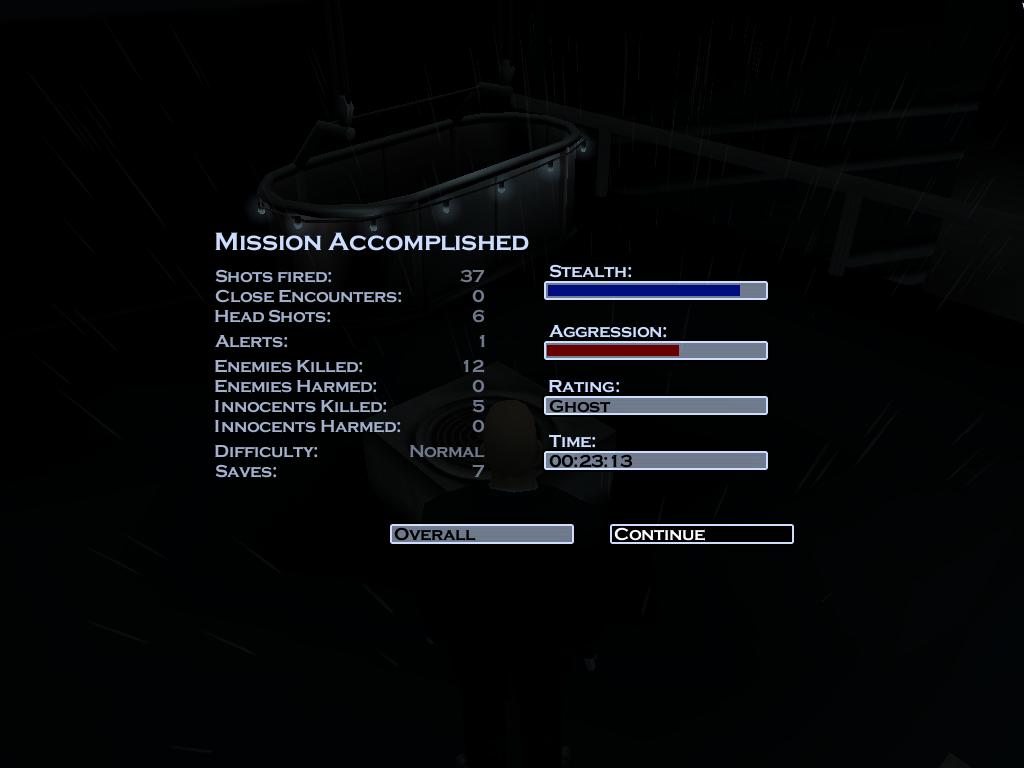 Mission Accomplished
Shots fired: 37
Close Encounters: 0
Head Shots: 6
Alerts: 1
Enemies Killed: 12
Enemies Harmed: 0
Innocents Killed: 5
Innocents Harmed: 0
Difficulty: Normal
Saves: 7
Stealth:
Aggression:
Rating:
Ghost
Time:
00:23:13
Overall
Continue